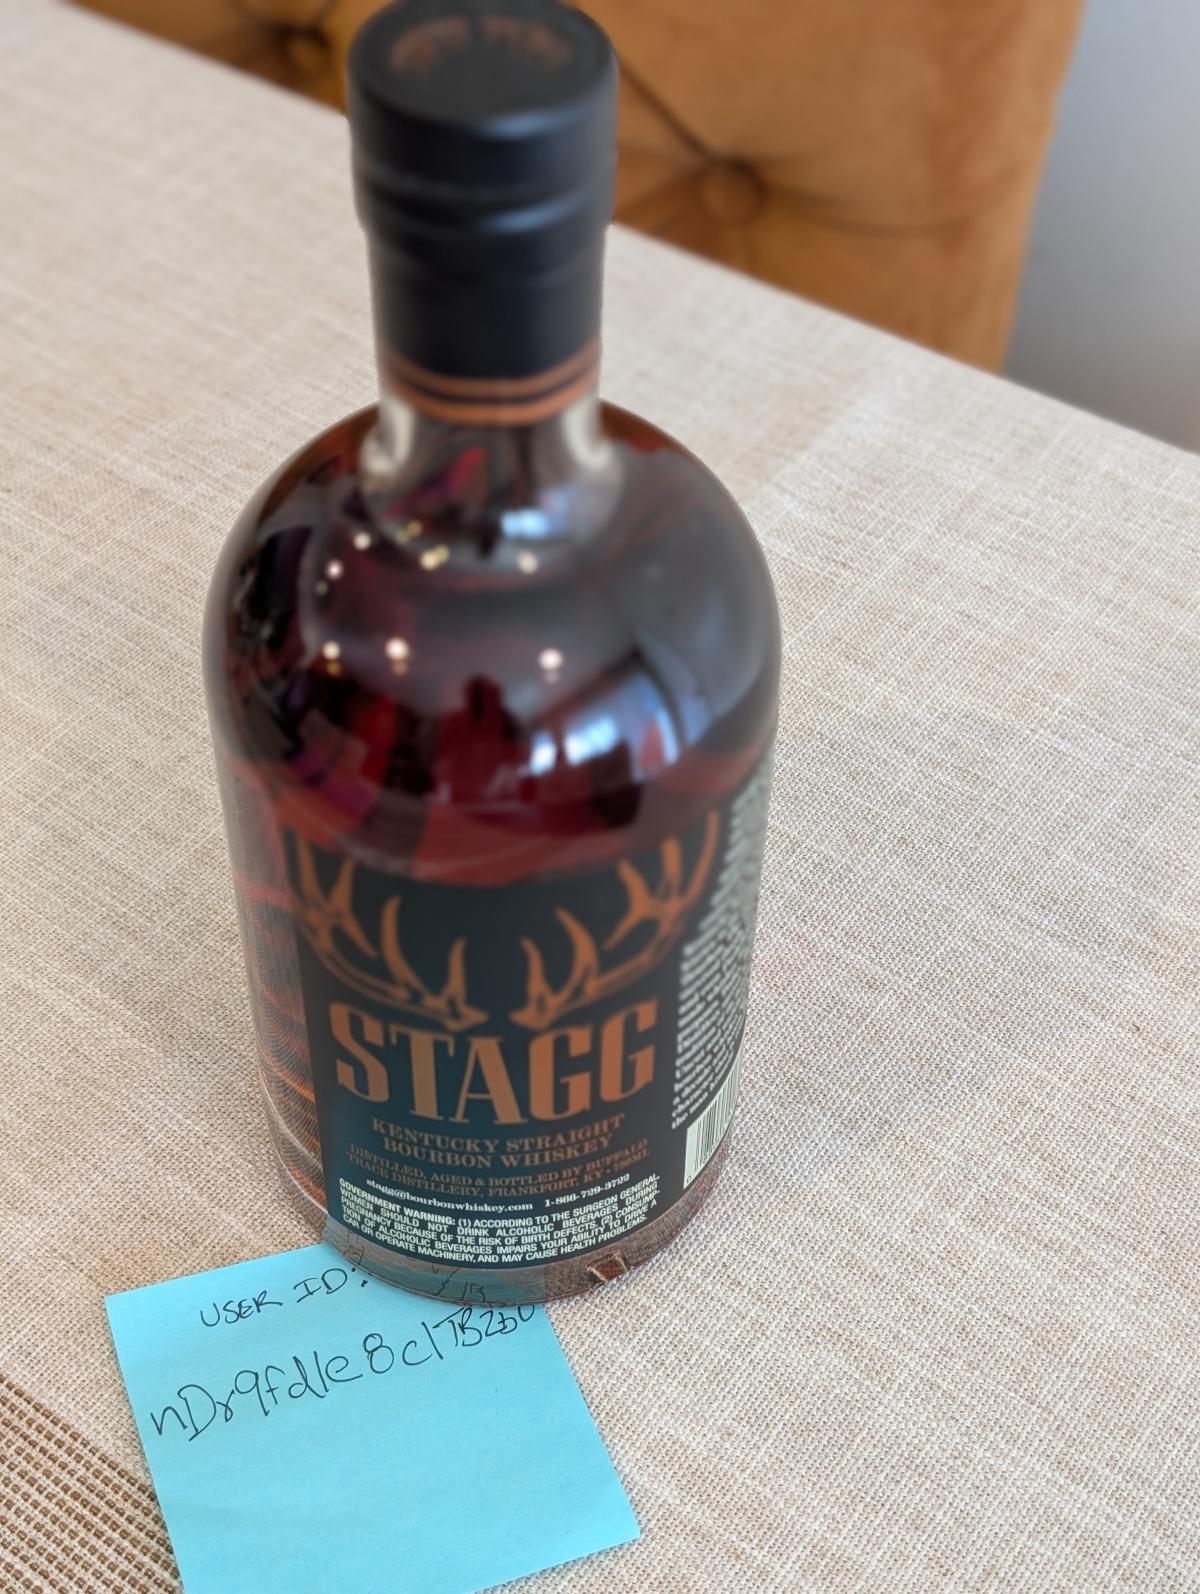 STAGG
KENTUCKY STRAIGHT
BOURBON WHISKEY
DISTILLED, AGED & BOTTLED BY BUFFALO
TRACE DISTILLERY, FRANKFORT, KY • 750ML
stagg@bourbonwhiskey.com 1-866-729-3722
GOVERNMENT WARNING: (1) ACCORDING TO THE SURGEON GENERAL,
WOMEN SHOULD NOT DRINK ALCOHOLIC BEVERAGES DURING
PREGNANCY BECAUSE OF THE RISK OF BIRTH DEFECTS. (2) CONSUMP-
TION OF ALCOHOLIC BEVERAGES IMPAIRS YOUR ABILITY TO DRIVE A
CAR OR OPERATE MACHINERY, AND MAY CAUSE HEALTH PROBLEMS.
USER ID: